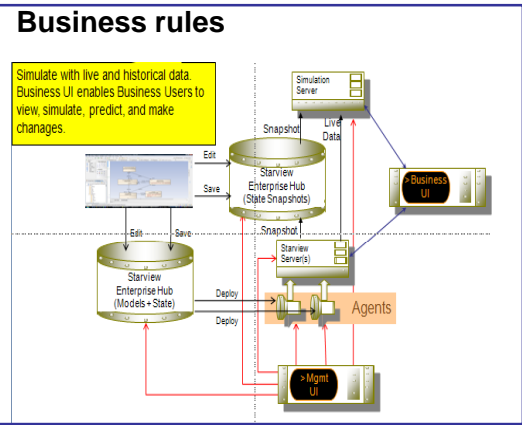 Business rules
Simulate with live and historical data.
Business UI enables Business Users to
view, simulate, predict, and make
chanages.
Simulation
Server
Live
Data
Snapshot
Edit
Save
Starview
Enterprise Hub
(State Snapshots)
>Business
UI
Snapshot
Edit
Save
Starview
Server(s)
Starview
Enterprise Hub
(Models + State)
Deploy
Deploy
Agents
>Mgmt
UI